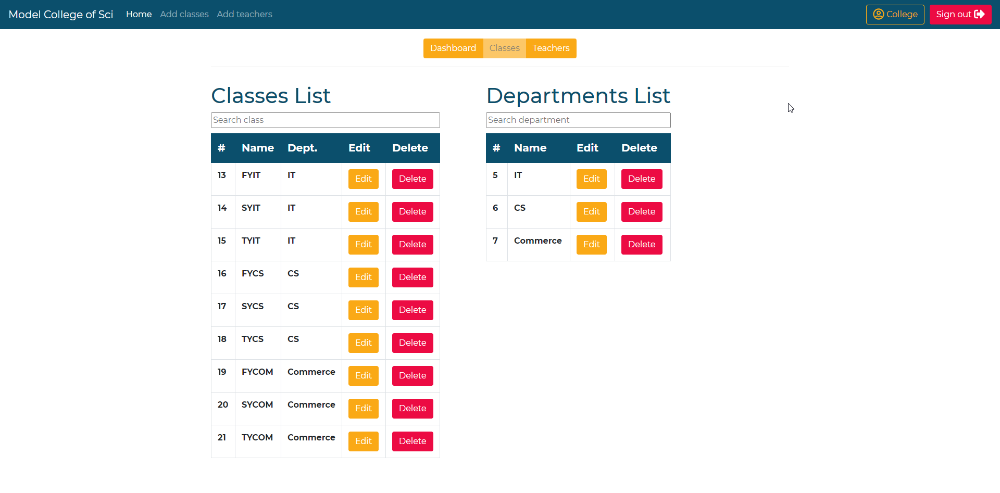 Model College of Sci Home Add classes Add teachers College Sign out
Dashboard Classes Teachers
Classes List
Search class
# Name Dept. Edit Delete
13 FYIT IT Edit Delete
14 SYIT IT Edit Delete
15 TYIT IT Edit Delete
16 FYCS CS Edit Delete
17 SYCS CS Edit Delete
18 TYCS CS Edit Delete
19 FYCOM Commerce Edit Delete
20 SYCOM Commerce Edit Delete
21 TYCOM Commerce Edit Delete
Departments List
Search department
# Name Edit Delete
5 IT Edit Delete
6 CS Edit Delete
7 Commerce Edit Delete